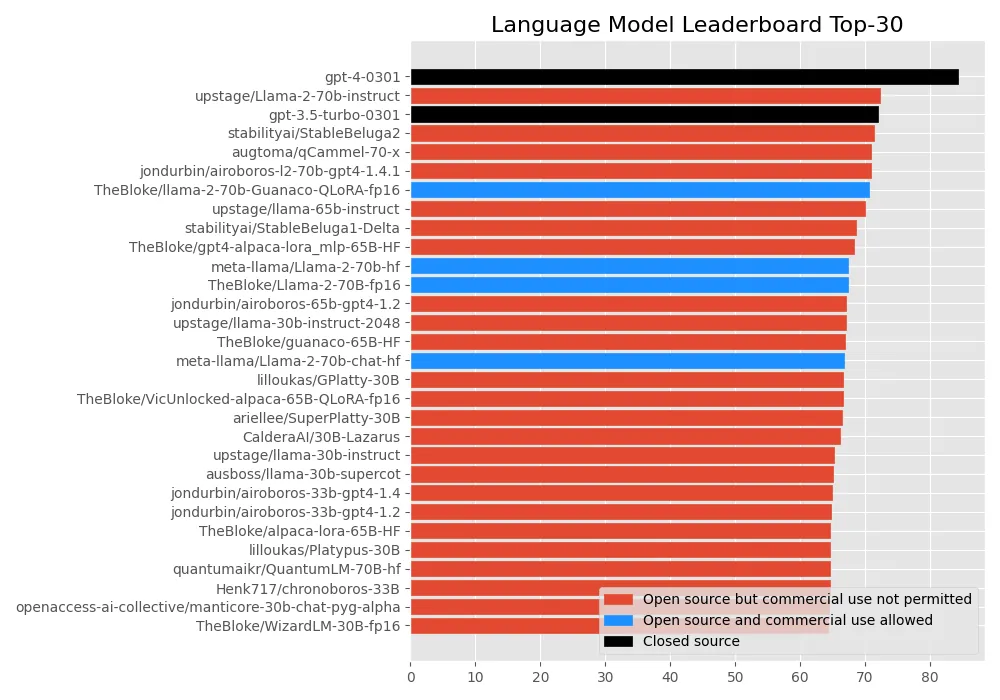 Language Model Leaderboard Top-30
gpt-4-0301
upstage/Llama-2-70b-instruct
gpt-3.5-turbo-0301
stabilityai/StableBeluga2
augtoma/qCammel-70-x
jondurbin/airoboros-l2-70b-gpt4-1.4.1
TheBloke/llama-2-70b-Guanaco-QLoRA-fp16
upstage/llama-65b-instruct
stabilityai/StableBeluga1-Delta
TheBloke/gpt4-alpaca-lora_mlp-65B-HF
meta-llama/Llama-2-70b-hf
TheBloke/Llama-2-70B-fp16
jondurbin/airoboros-65b-gpt4-1.2
upstage/llama-30b-instruct-2048
TheBloke/guanaco-65B-HF
meta-llama/Llama-2-70b-chat-hf
lilloukas/GPlatty-30B
TheBloke/VicUnlocked-alpaca-65B-QLoRA-fp16
ariellee/SuperPlatty-30B
CalderaAI/30B-Lazarus
upstage/llama-30b-instruct
ausboss/llama-30b-supercot
jondurbin/airoboros-33b-gpt4-1.4
jondurbin/airoboros-33b-gpt4-1.2
TheBloke/alpaca-lora-65B-HF
lilloukas/Platypus-30B
quantumaikr/QuantumLM-70B-hf
Henk717/chronoboros-33B
openaccess-ai-collective/manticore-30b-chat-pyg-alpha
TheBloke/WizardLM-30B-fp16
Open source but commercial use not permitted
Open source and commercial use allowed
Closed source
0 10 20 30 40 50 60 70 80